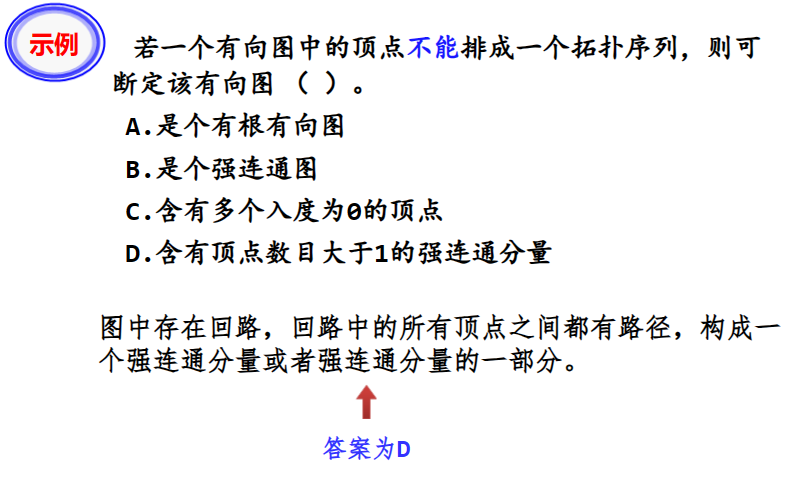 示例
若一个有向图中的顶点不能排成一个拓扑序列，则可
断定该有向图（ ）。
A.是个有根有向图
B.是个强连通图
C.含有多个入度为0的顶点
D.含有顶点数目大于1的强连通分量
图中存在回路，回路中的所有顶点之间都有路径，构成一
个强连通分量或者强连通分量的一部分。
答案为D